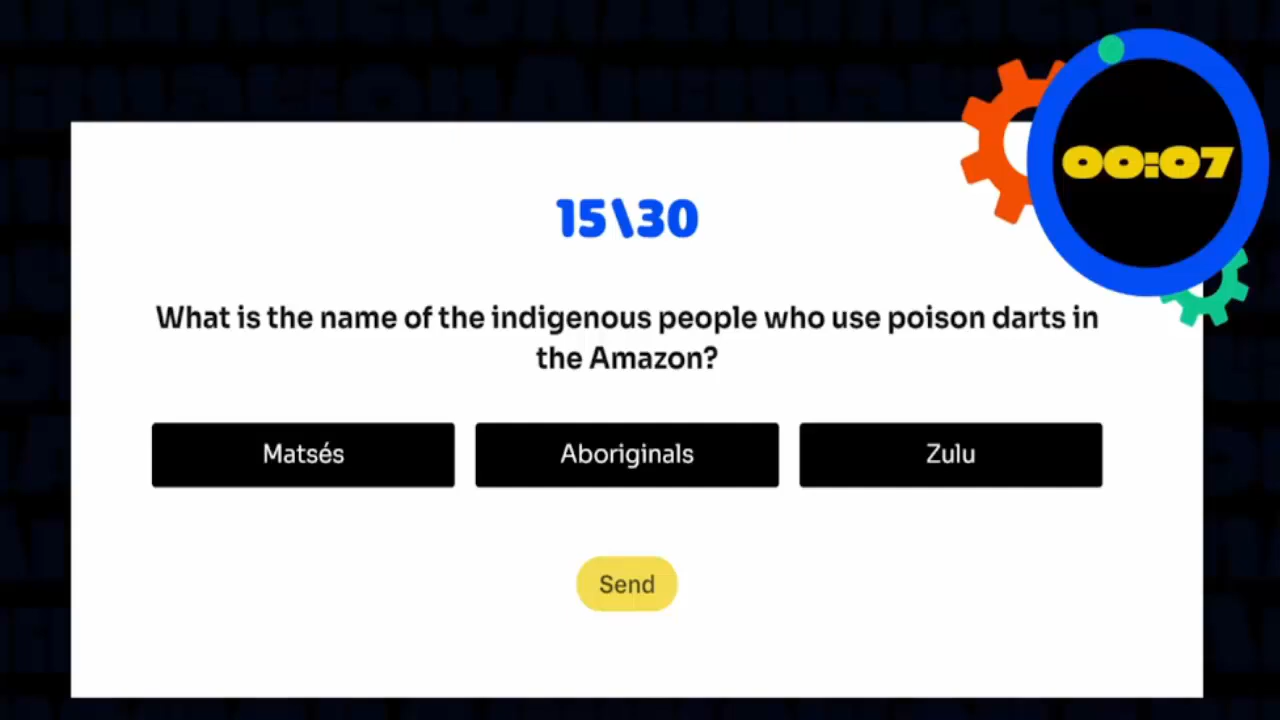 00:07
15\30
What is the name of the indigenous people who use poison darts in
the Amazon?
Matsés
Aboriginals
Zulu
Send